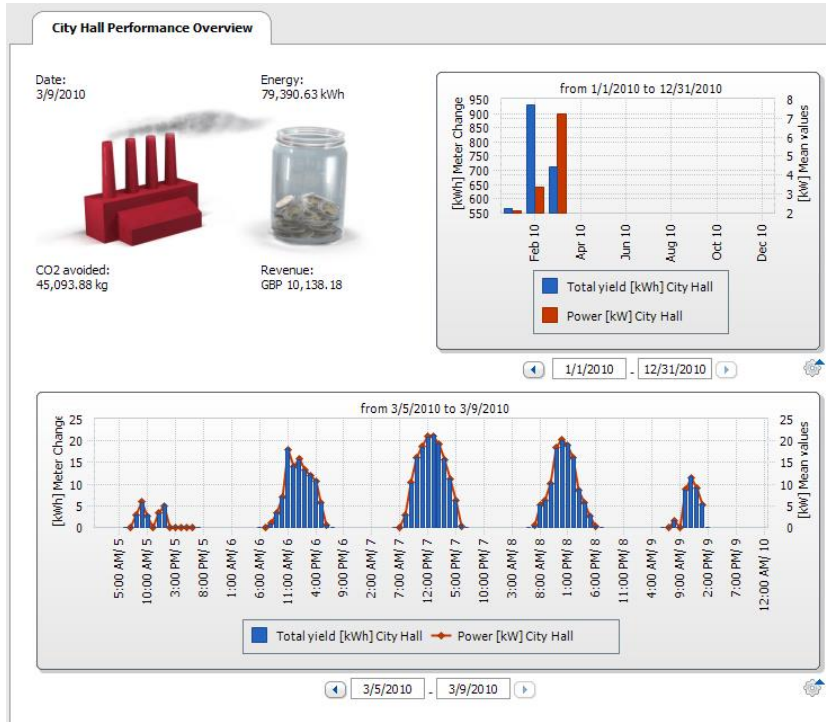 City Hall Performance Overview
Date:
3/9/2010
Energy:
79,390.63 kWh
CO2 avoided:
45,093.88 kg
Revenue:
GBP 10,138.18
from 1/1/2010 to 12/31/2010
[kWh] Meter Change
950
900
850
800
750
700
650
600
550
8
7
6
5
4
3
2
[kW] Mean values
Feb 10
Apr 10
Jun 10
Aug 10
Oct 10
Dec 10
Total yield [kWh] City Hall
Power [kW] City Hall
1/1/2010 - 12/31/2010
from 3/5/2010 to 3/9/2010
[kWh] Meter Change
25
20
15
10
5
0
25
20
15
10
5
0
[kW] Mean values
5:00 AM/ 5
10:00 AM/ 5
3:00 PM/ 5
8:00 PM/ 5
1:00 AM/ 6
6:00 AM/ 6
11:00 AM/ 6
4:00 PM/ 6
9:00 PM/ 6
2:00 AM/ 7
7:00 AM/ 7
12:00 PM/ 7
5:00 PM/ 7
10:00 PM/ 7
3:00 AM/ 8
8:00 AM/ 8
1:00 PM/ 8
6:00 PM/ 8
11:00 PM/ 8
4:00 AM/ 9
9:00 AM/ 9
2:00 PM/ 9
7:00 PM/ 9
12:00 AM/ 10
Total yield [kWh] City Hall Power [kW] City Hall
3/5/2010 - 3/9/2010